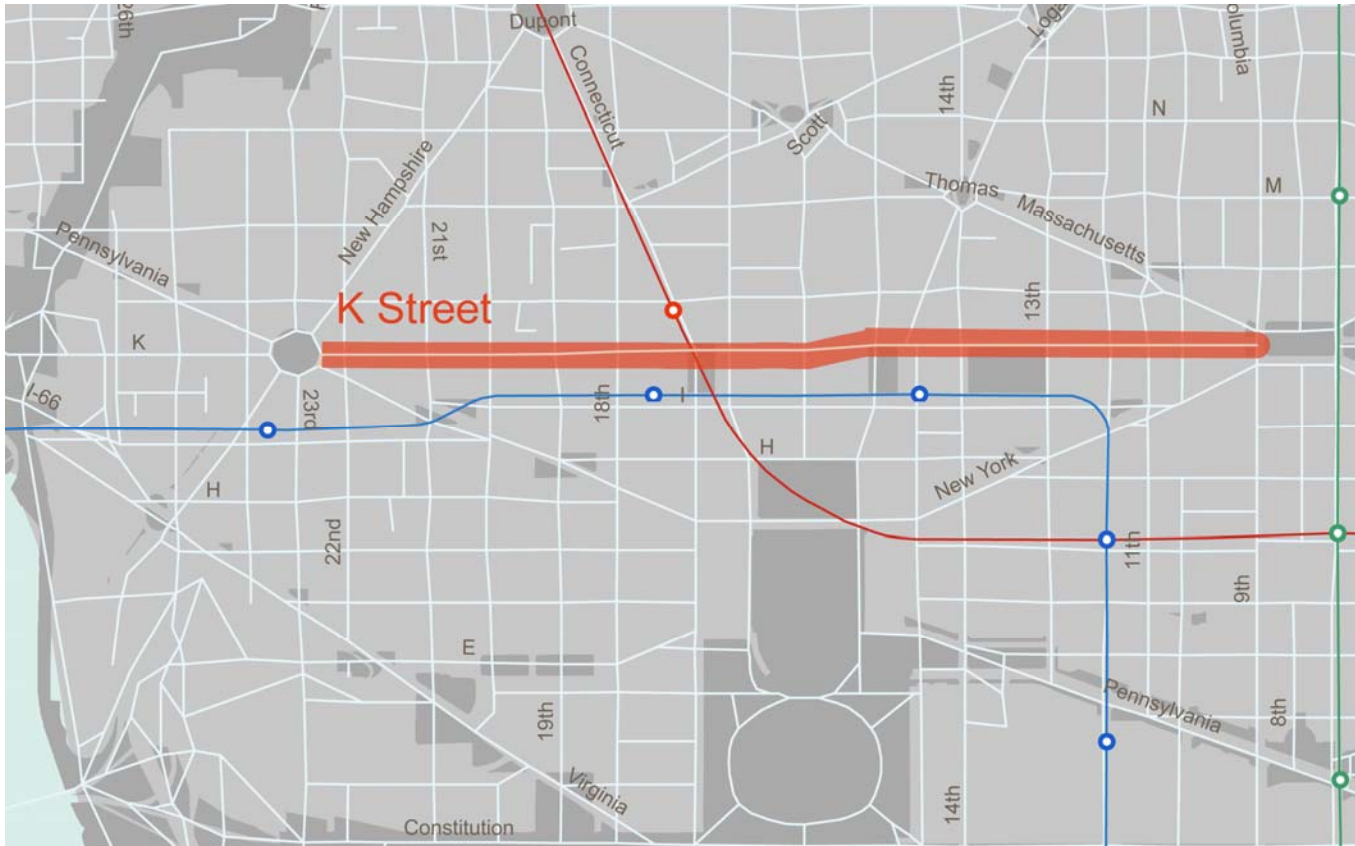 26th
Dupont
Logan
Columbia
Connecticut
14th
N
Scott
New Hampshire
Thomas
M
Massachusetts
21st
Pennsylvania
13th
K Street
K
I-66
23rd
18th
I
H
New York
H
22nd
11th
9th
E
Pennsylvania
19th
8th
Virginia
14th
Constitution